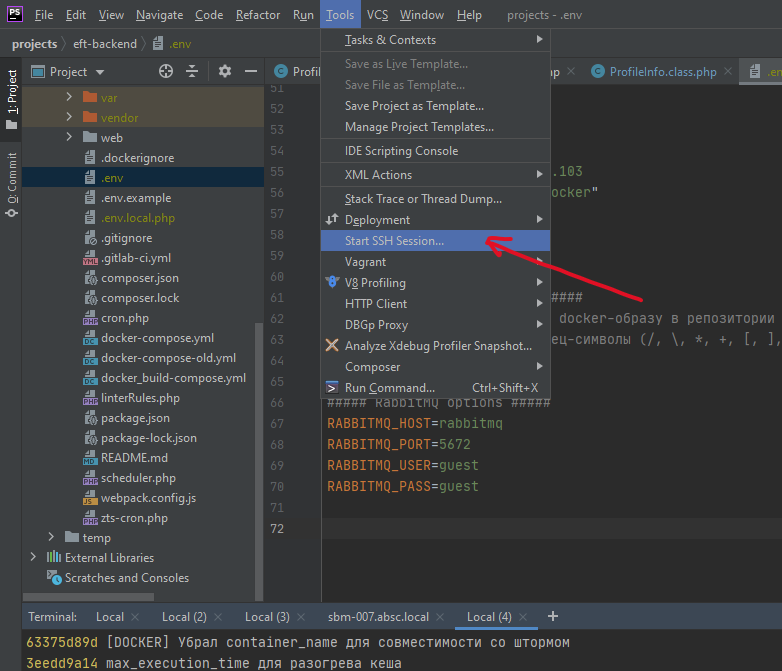 PS File Edit View Navigate Code Refactor Run Tools VCS Window Help projects - .env
projects eft-backend .env
1: Project
0: Commit
Project
Profil
p
ProfileInfo.class.php
.en
var
vendor
web
.dockerignore
.env
.env.example
.env.local.php
.gitignore
.gitlab-ci.yml
composer.json
composer.lock
cron.php
docker-compose.yml
docker-compose-old.yml
docker_build-compose.yml
linterRules.php
package.json
package-lock.json
README.md
scheduler.php
webpack.config.js
zts-cron.php
temp
External Libraries
Scratches and Consoles
Tasks & Contexts
Save as Live Template...
Save File as Template...
Save Project as Template...
Manage Project Templates...
IDE Scripting Console
XML Actions
Stack Trace or Thread Dump...
Deployment
Start SSH Session...
Vagrant
V8 Profiling
HTTP Client
DBGp Proxy
Analyze Xdebug Profiler Snapshot...
Composer
Run Command... Ctrl+Shift+X
51
52
53
54
55 .103
56 ocker"
57
58
59
60
61 ####
62 docker-образу в репозитории
63 ец-символы (/, \, *, +, [, ],
64
65
66 ##### RabbitMQ options #####
67 RABBITMQ_HOST=rabbitmq
68 RABBITMQ_PORT=5672
69 RABBITMQ_USER=guest
70 RABBITMQ_PASS=guest
71
72
Terminal: Local Local (2) Local (3) sbm-007.absc.local Local (4)
63375d89d [DOCKER] Убрал container_name для совместимости со штормом
3eedd9a14 max_execution_time для разогрева кеша